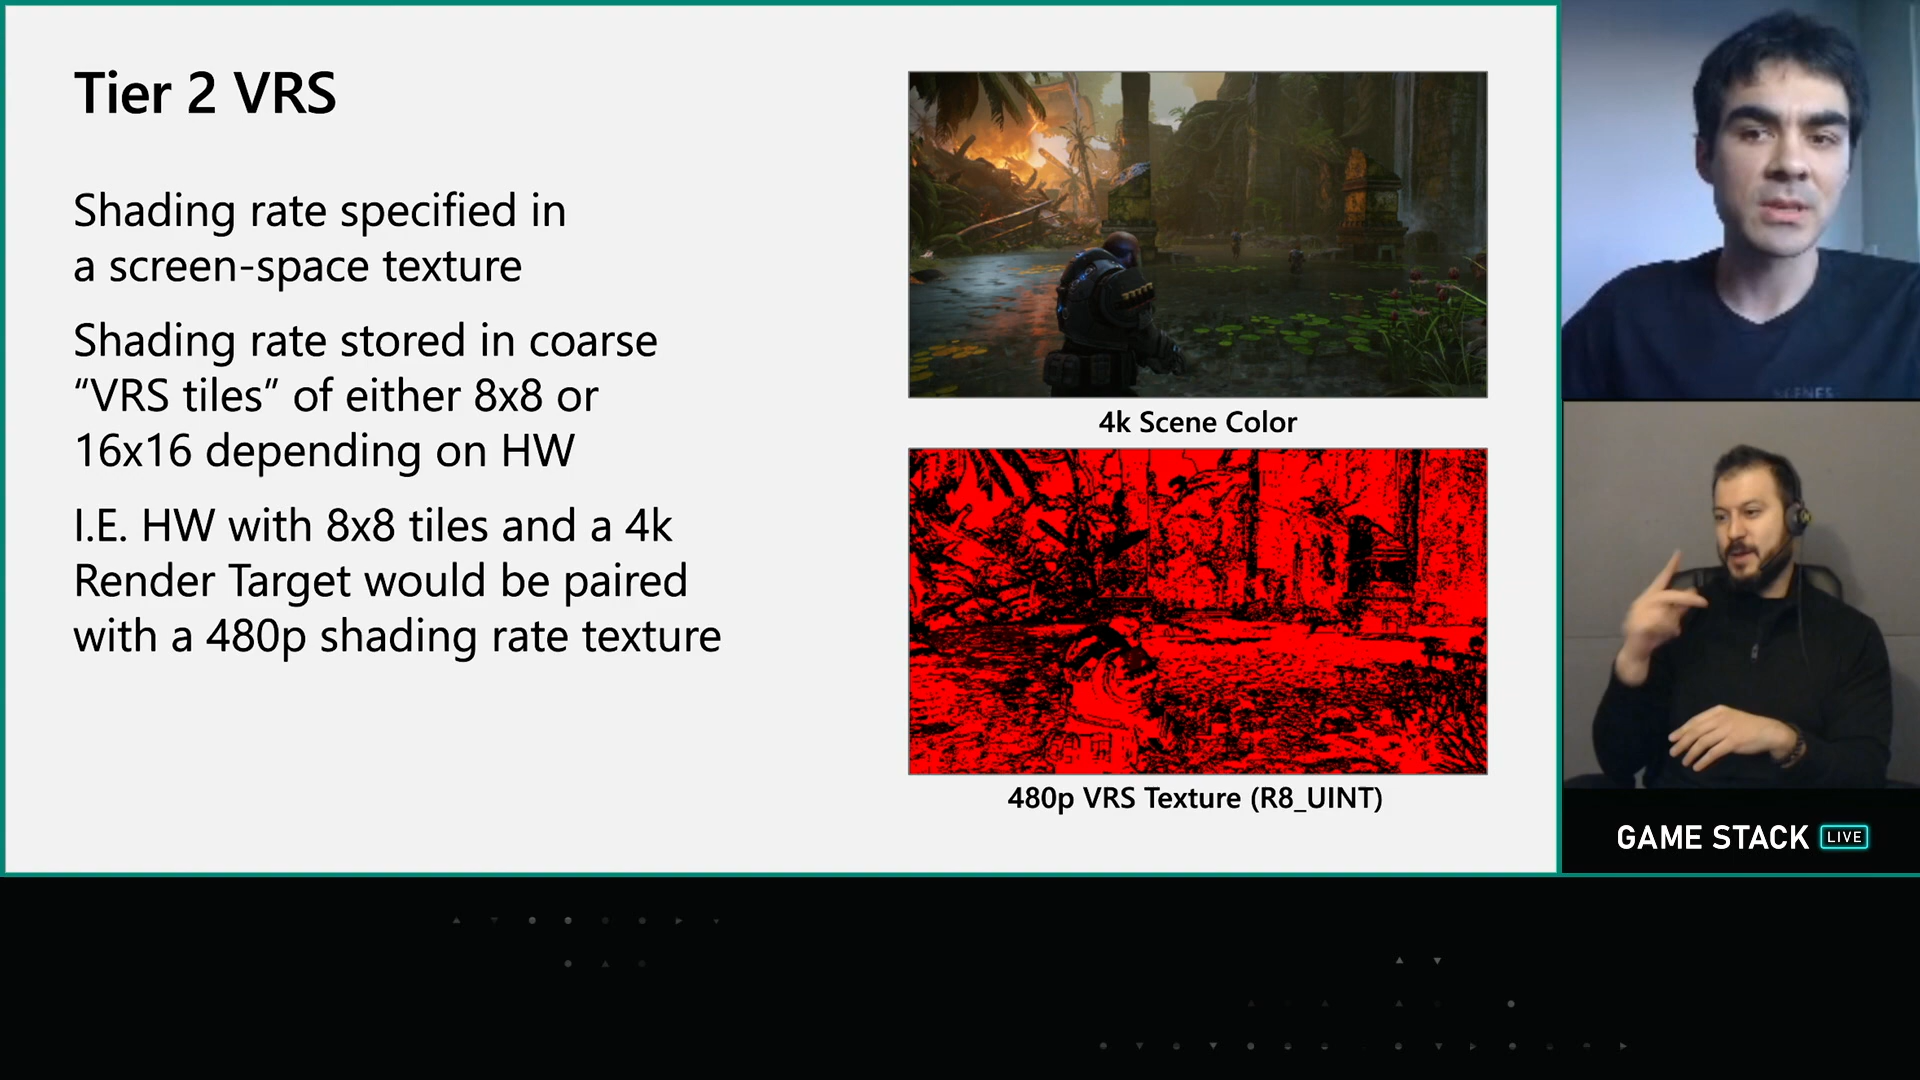 Tier 2 VRS
Shading rate specified in
a screen-space texture
Shading rate stored in coarse
“VRS tiles” of either 8x8 or
16x16 depending on HW
I.E. HW with 8x8 tiles and a 4k
Render Target would be paired
with a 480p shading rate texture
4k Scene Color
480p VRS Texture (R8_UINT)
GAME STACK LIVE